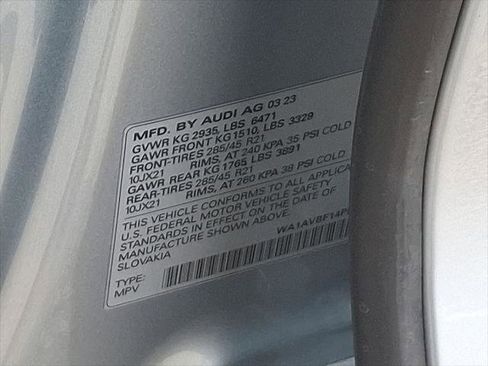 MFD. BY AUDI AG 03 23
GVWR KG 2935, LBS 6471
GAWR FRONT KG 1510, LBS 3329
FRONT-TIRES 285/45 R21
10JX21 RIMS, AT 240 KPA 35 PSI COLD
GAWR REAR KG 1765 LBS 3891
REAR-TIRES 285/45 R21
10JX21 RIMS, AT 260 KPA 38 PSI COLD
THIS VEHICLE CONFORMS TO ALL
U.S. FEDERAL MOTOR VEHICLE SAFETY
STANDARDS IN EFFECT ON THE DATE OF
MANUFACTURE SHOWN ABOVE.
SLOVAKIA
WA1AVBF14P
TYPE:
MPV